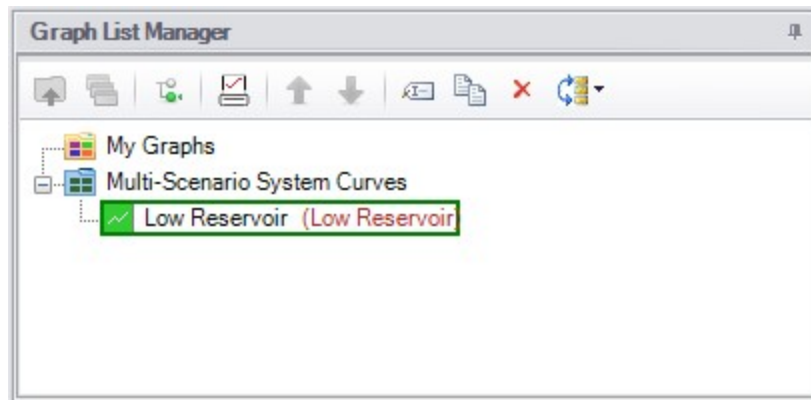 Graph List Manager
My Graphs
Multi-Scenario System Curves
Low Reservoir (Low Reservoir)